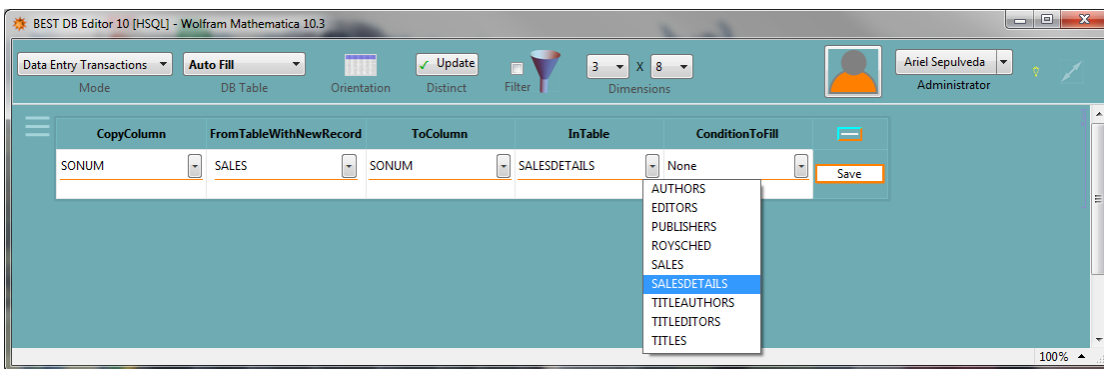 BEST DB Editor 10 [HSQL] - Wolfram Mathematica 10.3
Data Entry Transactions Auto Fill Update 3 X 8 Ariel Sepulveda
Mode DB Table Orientation Distinct Filter Dimensions Administrator
CopyColumn FromTableWithNewRecord ToColumn InTable ConditionToFill
SONUM SALES SONUM SALESDETAILS None Save
AUTHORS
EDITORS
PUBLISHERS
ROYSCHED
SALES
SALESDETAILS
TITLEAUTHORS
TITLEDITORS
TITLES
100%